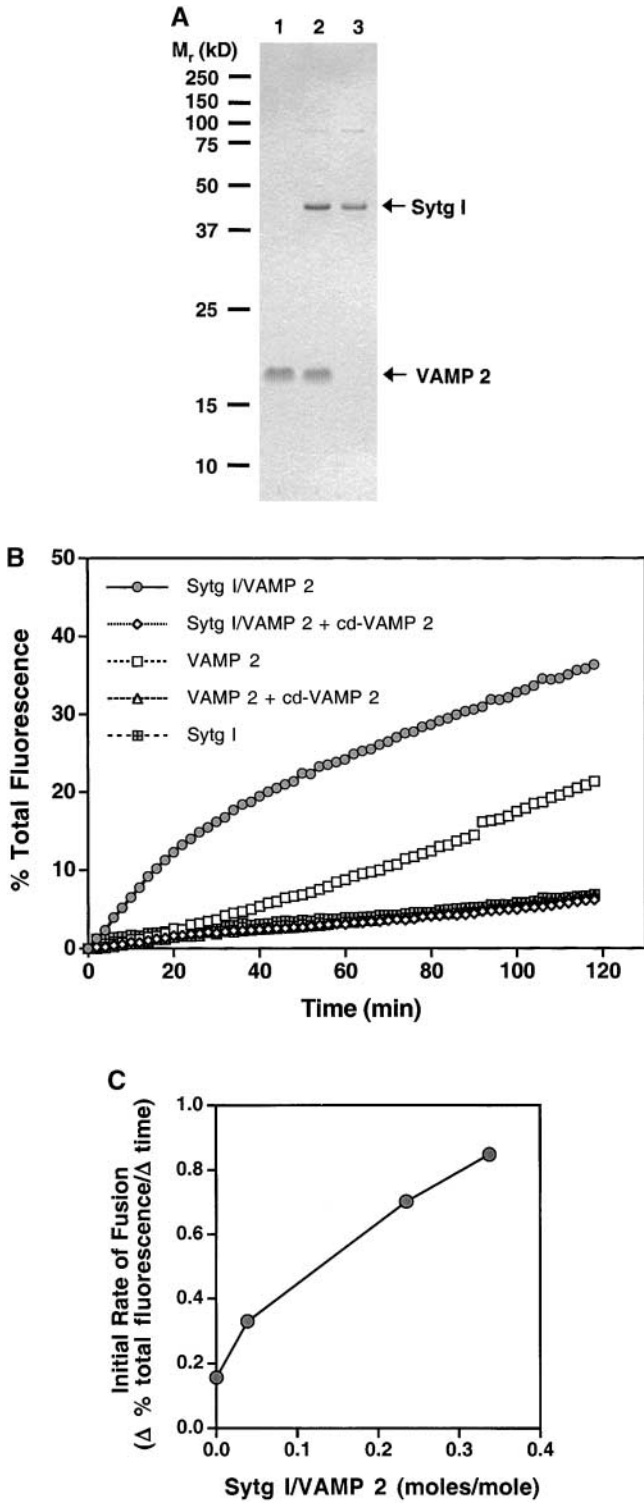 A
1 2 3
Mr (kD)
250
150
100
75
50
37
25
15
10
Sytg I
VAMP 2
B
50
40
30
20
10
0
% Total Fluorescence
Sytg I/VAMP 2
Sytg I/VAMP 2 + cd-VAMP 2
VAMP 2
VAMP 2 + cd-VAMP 2
Sytg I
0 20 40 60 80 100 120
Time (min)
C
1.0
0.8
0.6
0.4
0.2
0.0
Initial Rate of Fusion
(Δ % total fluorescence/Δ time)
0.0 0.1 0.2 0.3 0.4
Sytg I/VAMP 2 (moles/mole)